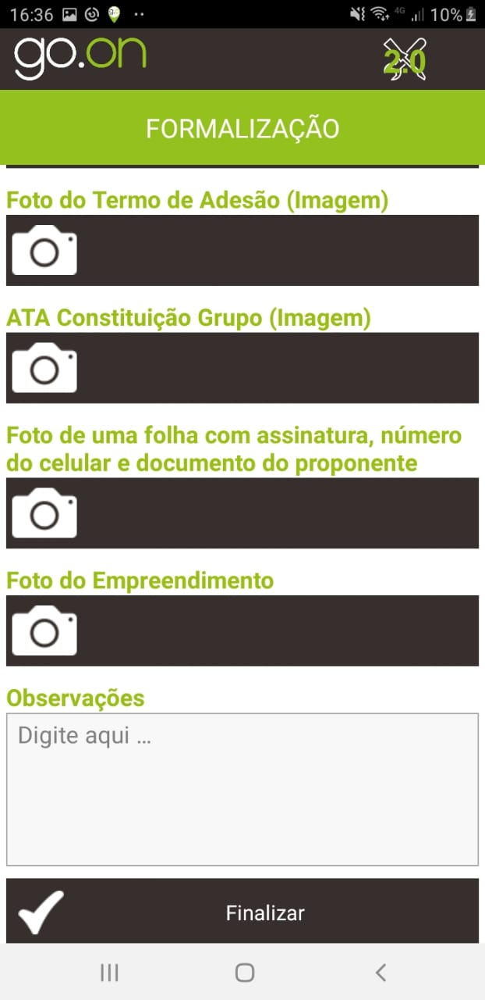 16:36
4G
10%
go.on
2.0
FORMALIZAÇÃO
Foto do Termo de Adesão (Imagem)
ATA Constituição Grupo (Imagem)
Foto de uma folha com assinatura, número
do celular e documento do proponente
Foto do Empreendimento
Observações
Digite aqui ...
Finalizar